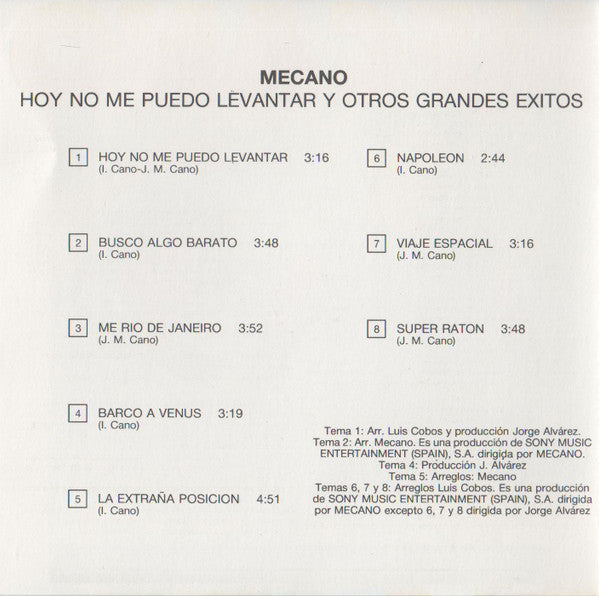 MECANO
HOY NO ME PUEDO LEVANTAR Y OTROS GRANDES EXITOS
1 HOY NO ME PUEDO LEVANTAR 3:16
(I. Cano-J. M. Cano)
2 BUSCO ALGO BARATO 3:48
(I. Cano)
3 ME RIO DE JANEIRO 3:52
(J. M. Cano)
4 BARCO A VENUS 3:19
(I. Cano)
5 LA EXTRAÑA POSICION 4:51
(I. Cano)
6 NAPOLEON 2:44
(I. Cano)
7 VIAJE ESPACIAL 3:16
(J. M. Cano)
8 SUPER RATON 3:48
(J. M. Cano)
Tema 1: Arr. Luis Cobos y producción Jorge Alvárez.
Tema 2: Arr. Mecano. Es una producción de SONY MUSIC
ENTERTAINMENT (SPAIN), S.A. dirigida por MECANO.
Tema 4: Producción J. Alvárez
Tema 5: Arreglos: Mecano
Temas 6, 7 y 8: Arreglos Luis Cobos. Es una producción
de SONY MUSIC ENTERTAINMENT (SPAIN), S.A. dirigida
por MECANO excepto 6, 7 y 8 dirigida por Jorge Alvárez